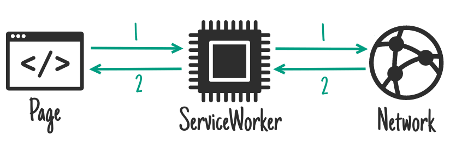 1
1
</>
2
2
Page
ServiceWorker
Network